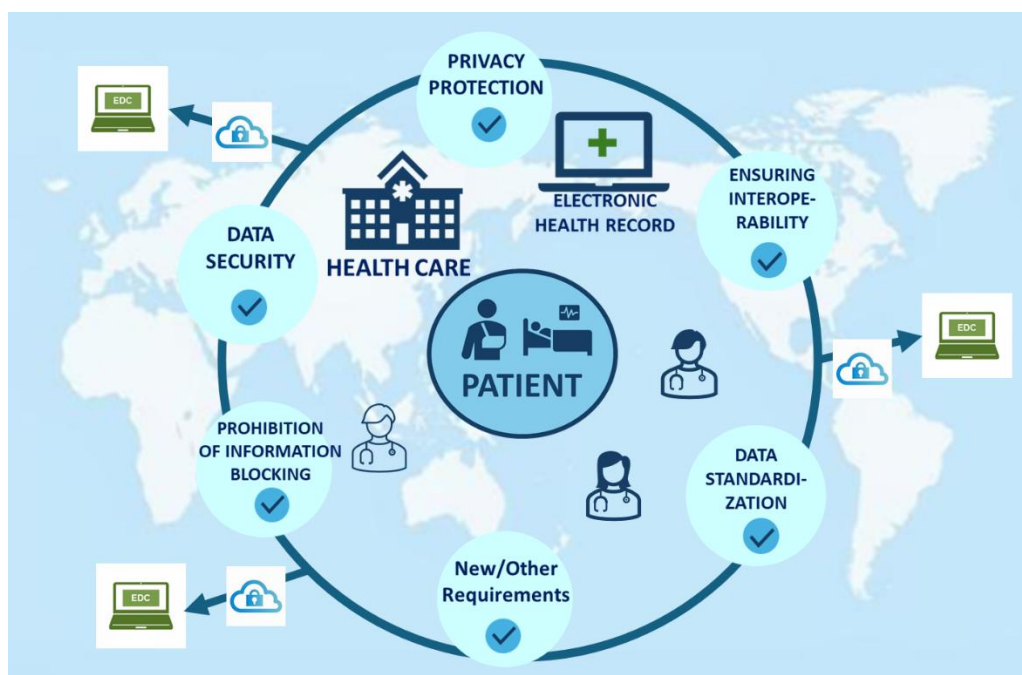 PRIVACY
PROTECTION
EDC
ELECTRONIC
HEALTH RECORD
ENSURING
INTEROPE-
RABILITY
DATA
SECURITY
HEALTH CARE
EDC
PATIENT
PROHIBITION
OF INFORMATION
BLOCKING
DATA
STANDARDI-
ZATION
New/Other
Requirements
EDC